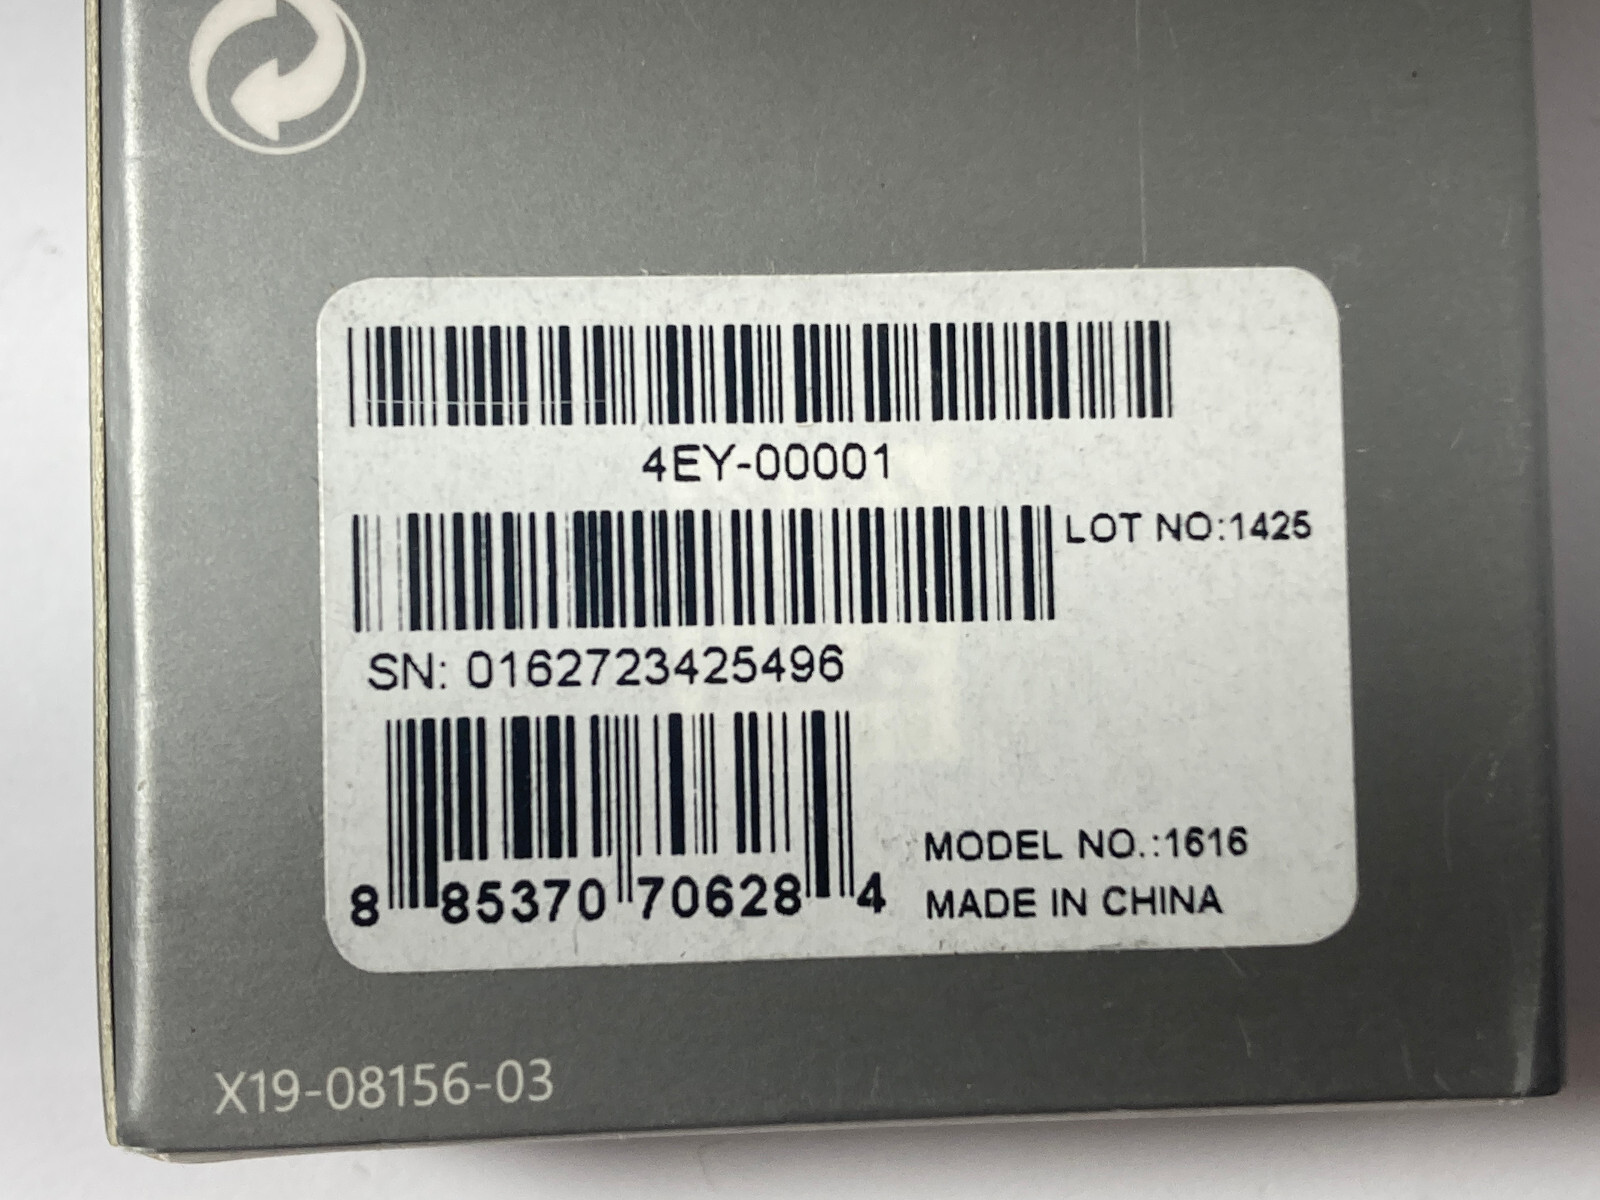 4EY-00001
LOT NO:1425
SN: 0162723425496
8 85370 70628 4
MODEL NO.:1616
MADE IN CHINA
X19-08156-03